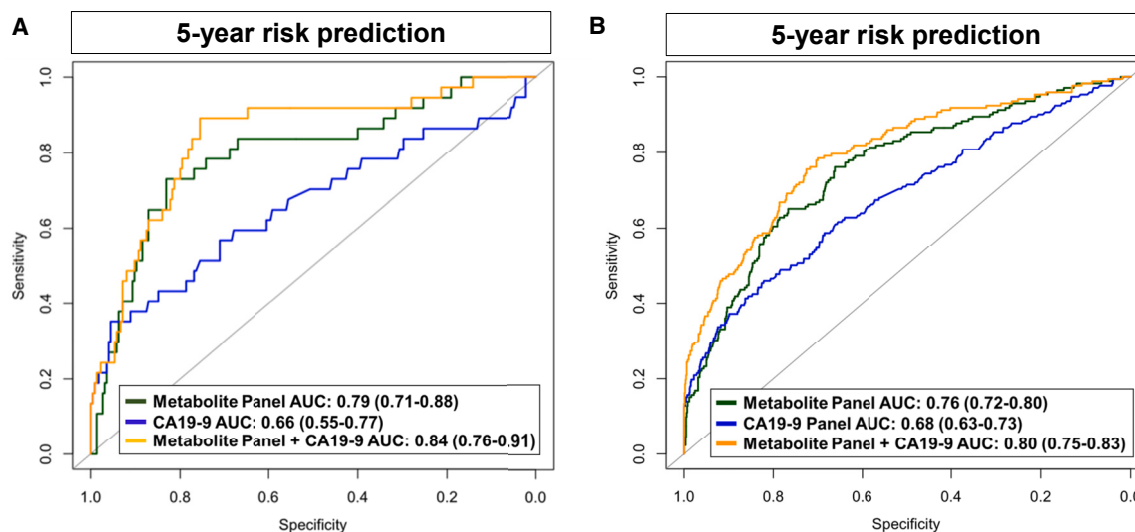 A
5-year risk prediction
Sensitivity
1.0
0.8
0.6
0.4
0.2
0.0
Metabolite Panel AUC: 0.79 (0.71-0.88)
CA19-9 AUC: 0.66 (0.55-0.77)
Metabolite Panel + CA19-9 AUC: 0.84 (0.76-0.91)
1.0 0.8 0.6 0.4 0.2 0.0
Specificity
B
5-year risk prediction
Sensitivity
1.0
0.8
0.6
0.4
0.2
0.0
Metabolite Panel AUC: 0.76 (0.72-0.80)
CA19-9 Panel AUC: 0.68 (0.63-0.73)
Metabolite Panel + CA19-9 AUC: 0.80 (0.75-0.83)
1.0 0.8 0.6 0.4 0.2 0.0
Specificity